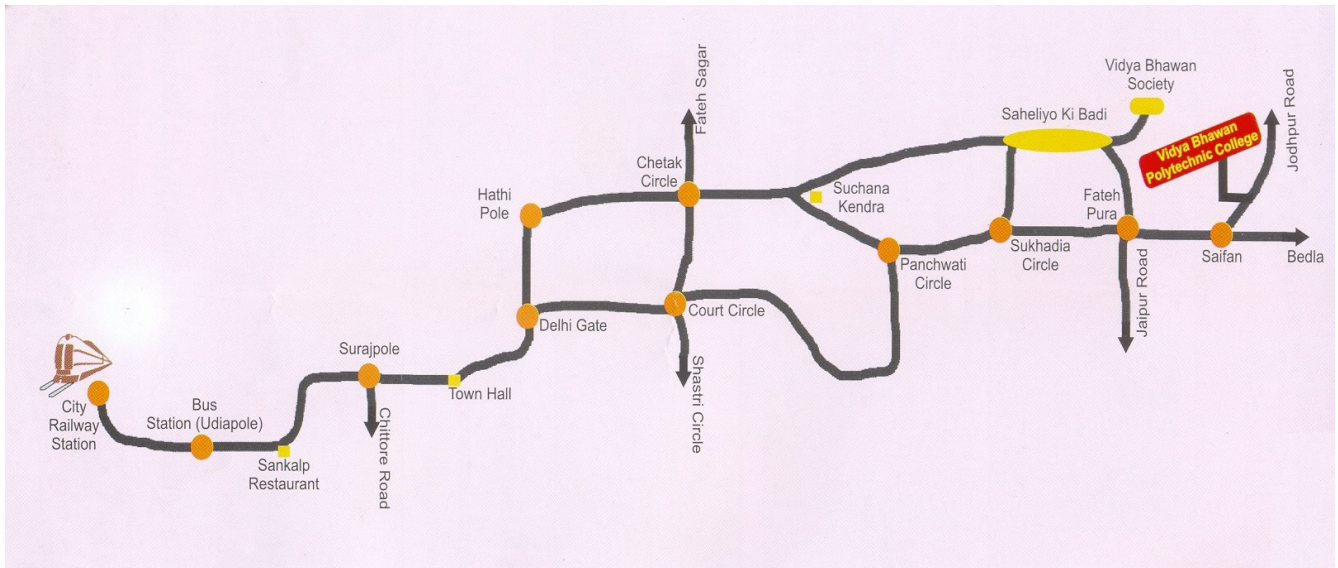 City
Railway
Station
Bus
Station (Udiapole)
Sankalp
Restaurant
Surajpole
Chittore Road
Town Hall
Delhi Gate
Hathi
Pole
Chetak
Circle
Fateh Sagar
Court Circle
Shastri Circle
Suchana
Kendra
Panchwati
Circle
Sukhadia
Circle
Saheliyo Ki Badi
Vidya Bhawan
Society
Fateh
Pura
Jaipur Road
Vidya Bhawan
Polytechnic College
Jodhpur Road
Saifan
Bedla